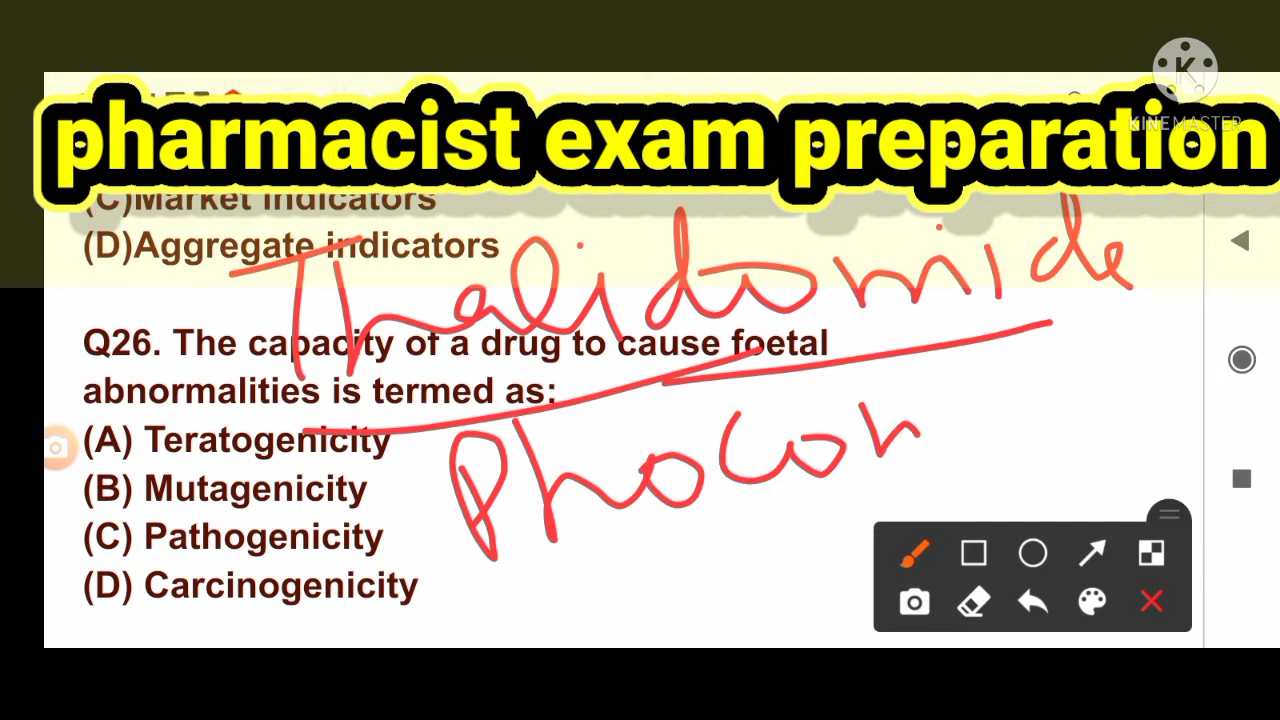 pharmacist exam preparation
KINEMASTER
(C)Market Indicators
(D)Aggregate indicators
Thalidomide
Q26. The capacity of a drug to cause foetal
abnormalities is termed as:
(A) Teratogenicity
Phocom
(B) Mutagenicity
(C) Pathogenicity
(D) Carcinogenicity